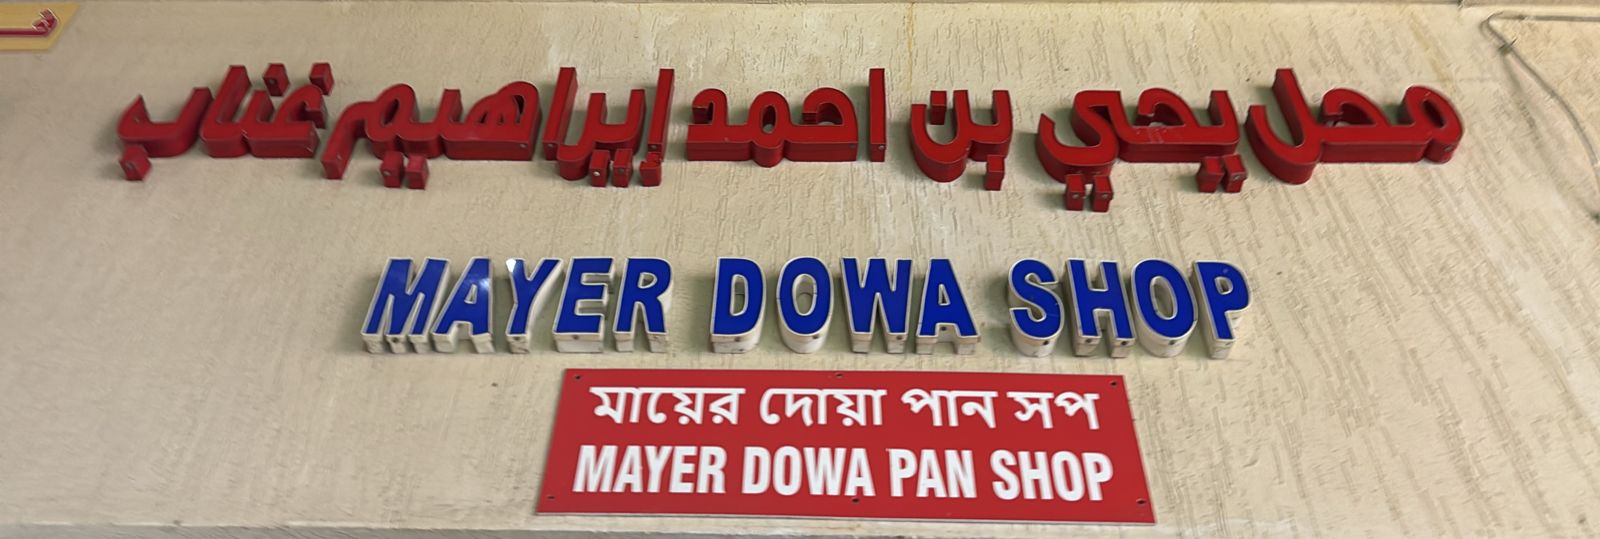 محل يحي بن احمد إبراهيم غناب
MAYER DOWA SHOP
মায়ের দোয়া পান সপ
MAYER DOWA PAN SHOP